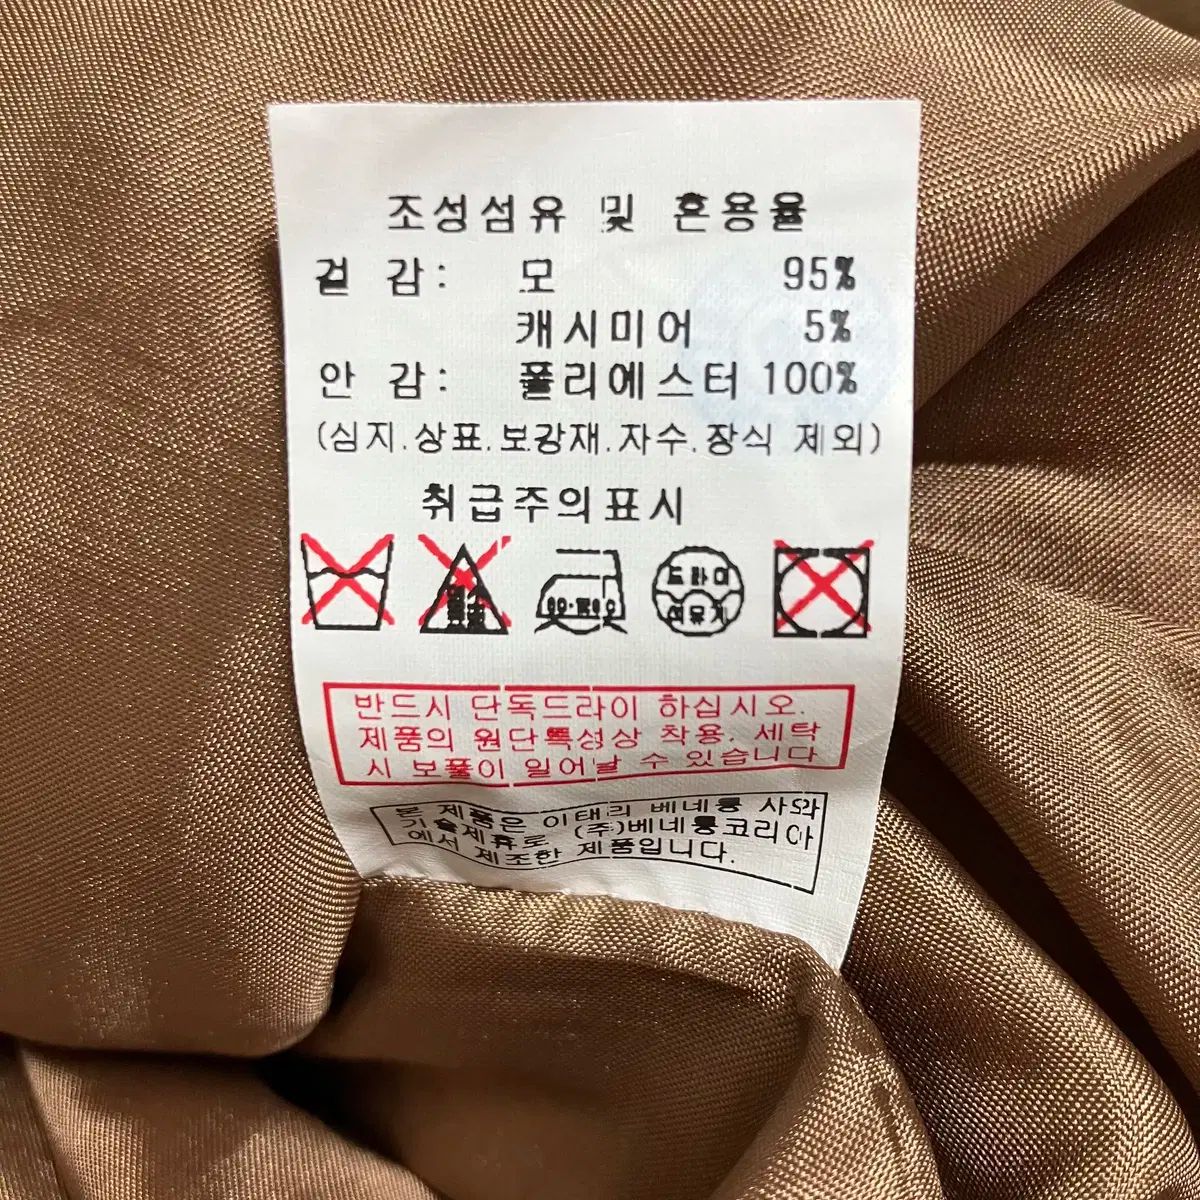 조성섬유 및 혼용율
겉 감: 모 95%
캐시미어 5%
안 감: 폴리에스터 100%
(심지.상표.보강재.자수.장식 제외)
취급주의표시
드라이
석유계
반드시 단독드라이 하십시오.
제품의 원단특성상 착용, 세탁
시 보풀이 일어날 수 있습니다
본 제품은 이태리 베네통 사와
기술제휴로 (주)베네통코리아
에서 제조한 제품입니다.